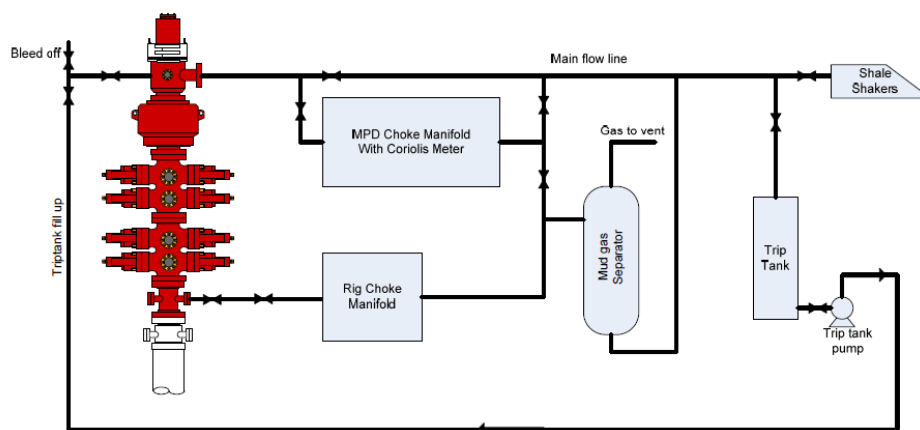 Bleed off
Main flow line
Shale
Shakers
MPD Choke Manifold
With Coriolis Meter
Gas to vent
Triptank fill up
Mud gas
Separator
Trip
Tank
Rig Choke
Manifold
Trip tank
pump